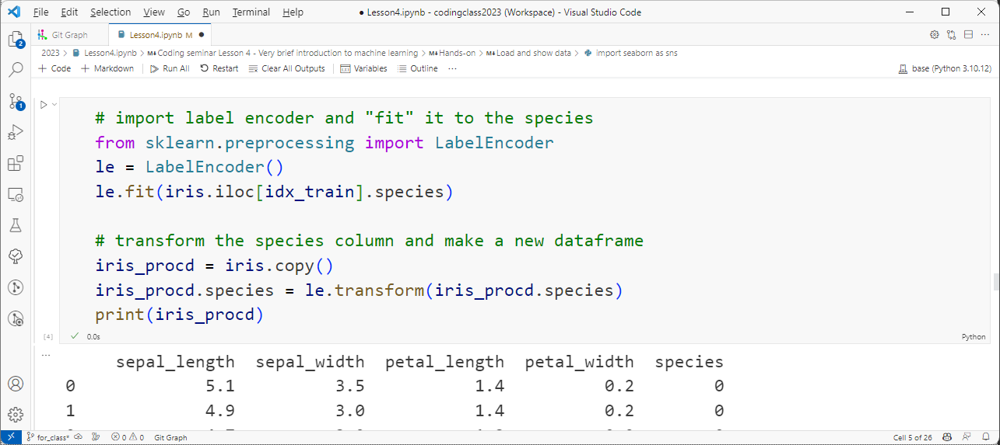 File Edit Selection View Go Run Terminal Help ● Lesson4.ipynb - codingclass2023 (Workspace) - Visual Studio Code
Git Graph Lesson4.ipynb M ●
2023 > Lesson4.ipynb > M↓Coding seminar Lesson 4 - Very brief introduction to machine learning > M↓Hands-on > M↓Load and show data > import seaborn as sns
+ Code + Markdown Run All Restart Clear All Outputs Variables Outline ··· base (Python 3.10.12)
# import label encoder and "fit" it to the species
from sklearn.preprocessing import LabelEncoder
le = LabelEncoder()
le.fit(iris.iloc[idx_train].species)
# transform the species column and make a new dataframe
iris_procd = iris.copy()
iris_procd.species = le.transform(iris_procd.species)
print(iris_procd)
[4] ✓ 0.0s Python
sepal_length sepal_width petal_length petal_width species
0 5.1 3.5 1.4 0.2 0
1 4.9 3.0 1.4 0.2 0
2
1
for_class* 0 0 Git Graph Cell 5 of 26